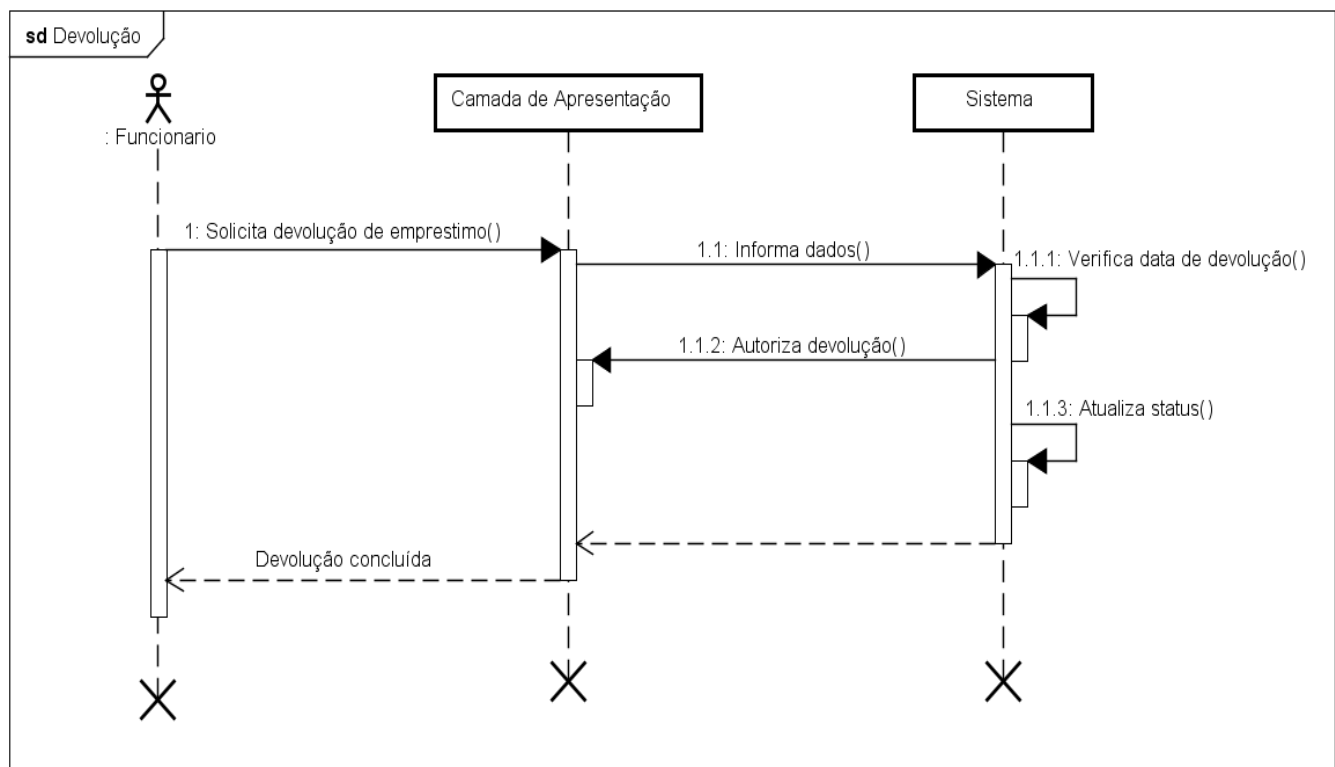 sd Devolução
: Funcionario
Camada de Apresentação
Sistema
1: Solicita devolução de emprestimo()
1.1: Informa dados()
1.1.1: Verifica data de devolução()
1.1.2: Autoriza devolução()
1.1.3: Atualiza status()
Devolução concluída